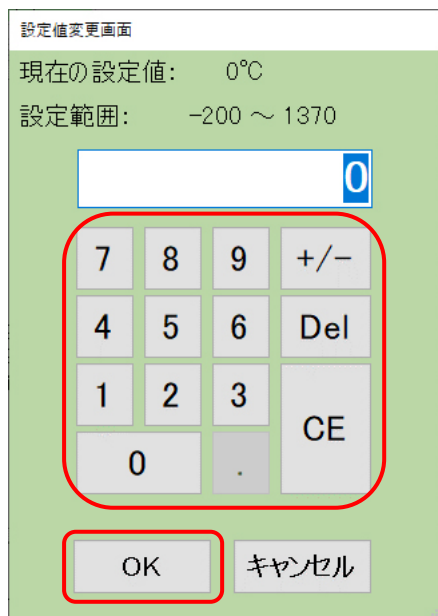 設定値変更画面
現在の設定値: 0℃
設定範囲: -200 ～ 1370
0
7 8 9 +/-
4 5 6 Del
1 2 3
CE
0 .
OK キャンセル